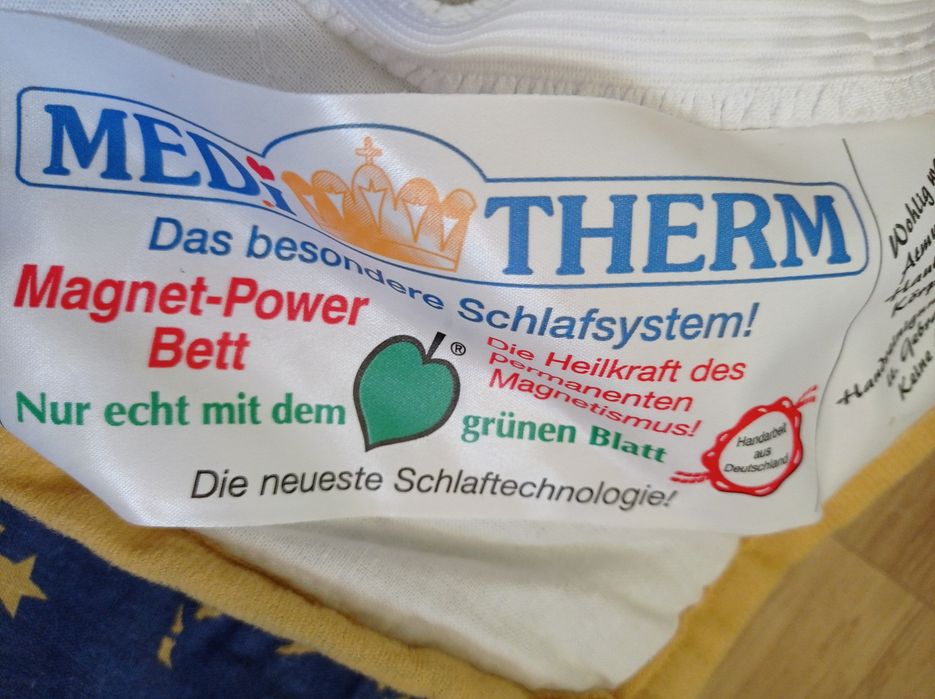 MEDi THERM
Das besondere Schlafsystem!
Magnet-Power
Bett
Die Heilkraft des
permanenten
Magnetismus!
Nur echt mit dem ® grünen Blatt
Handarbeit
aus
Deutschland
Die neueste Schlaftechnologie!
Wohlig